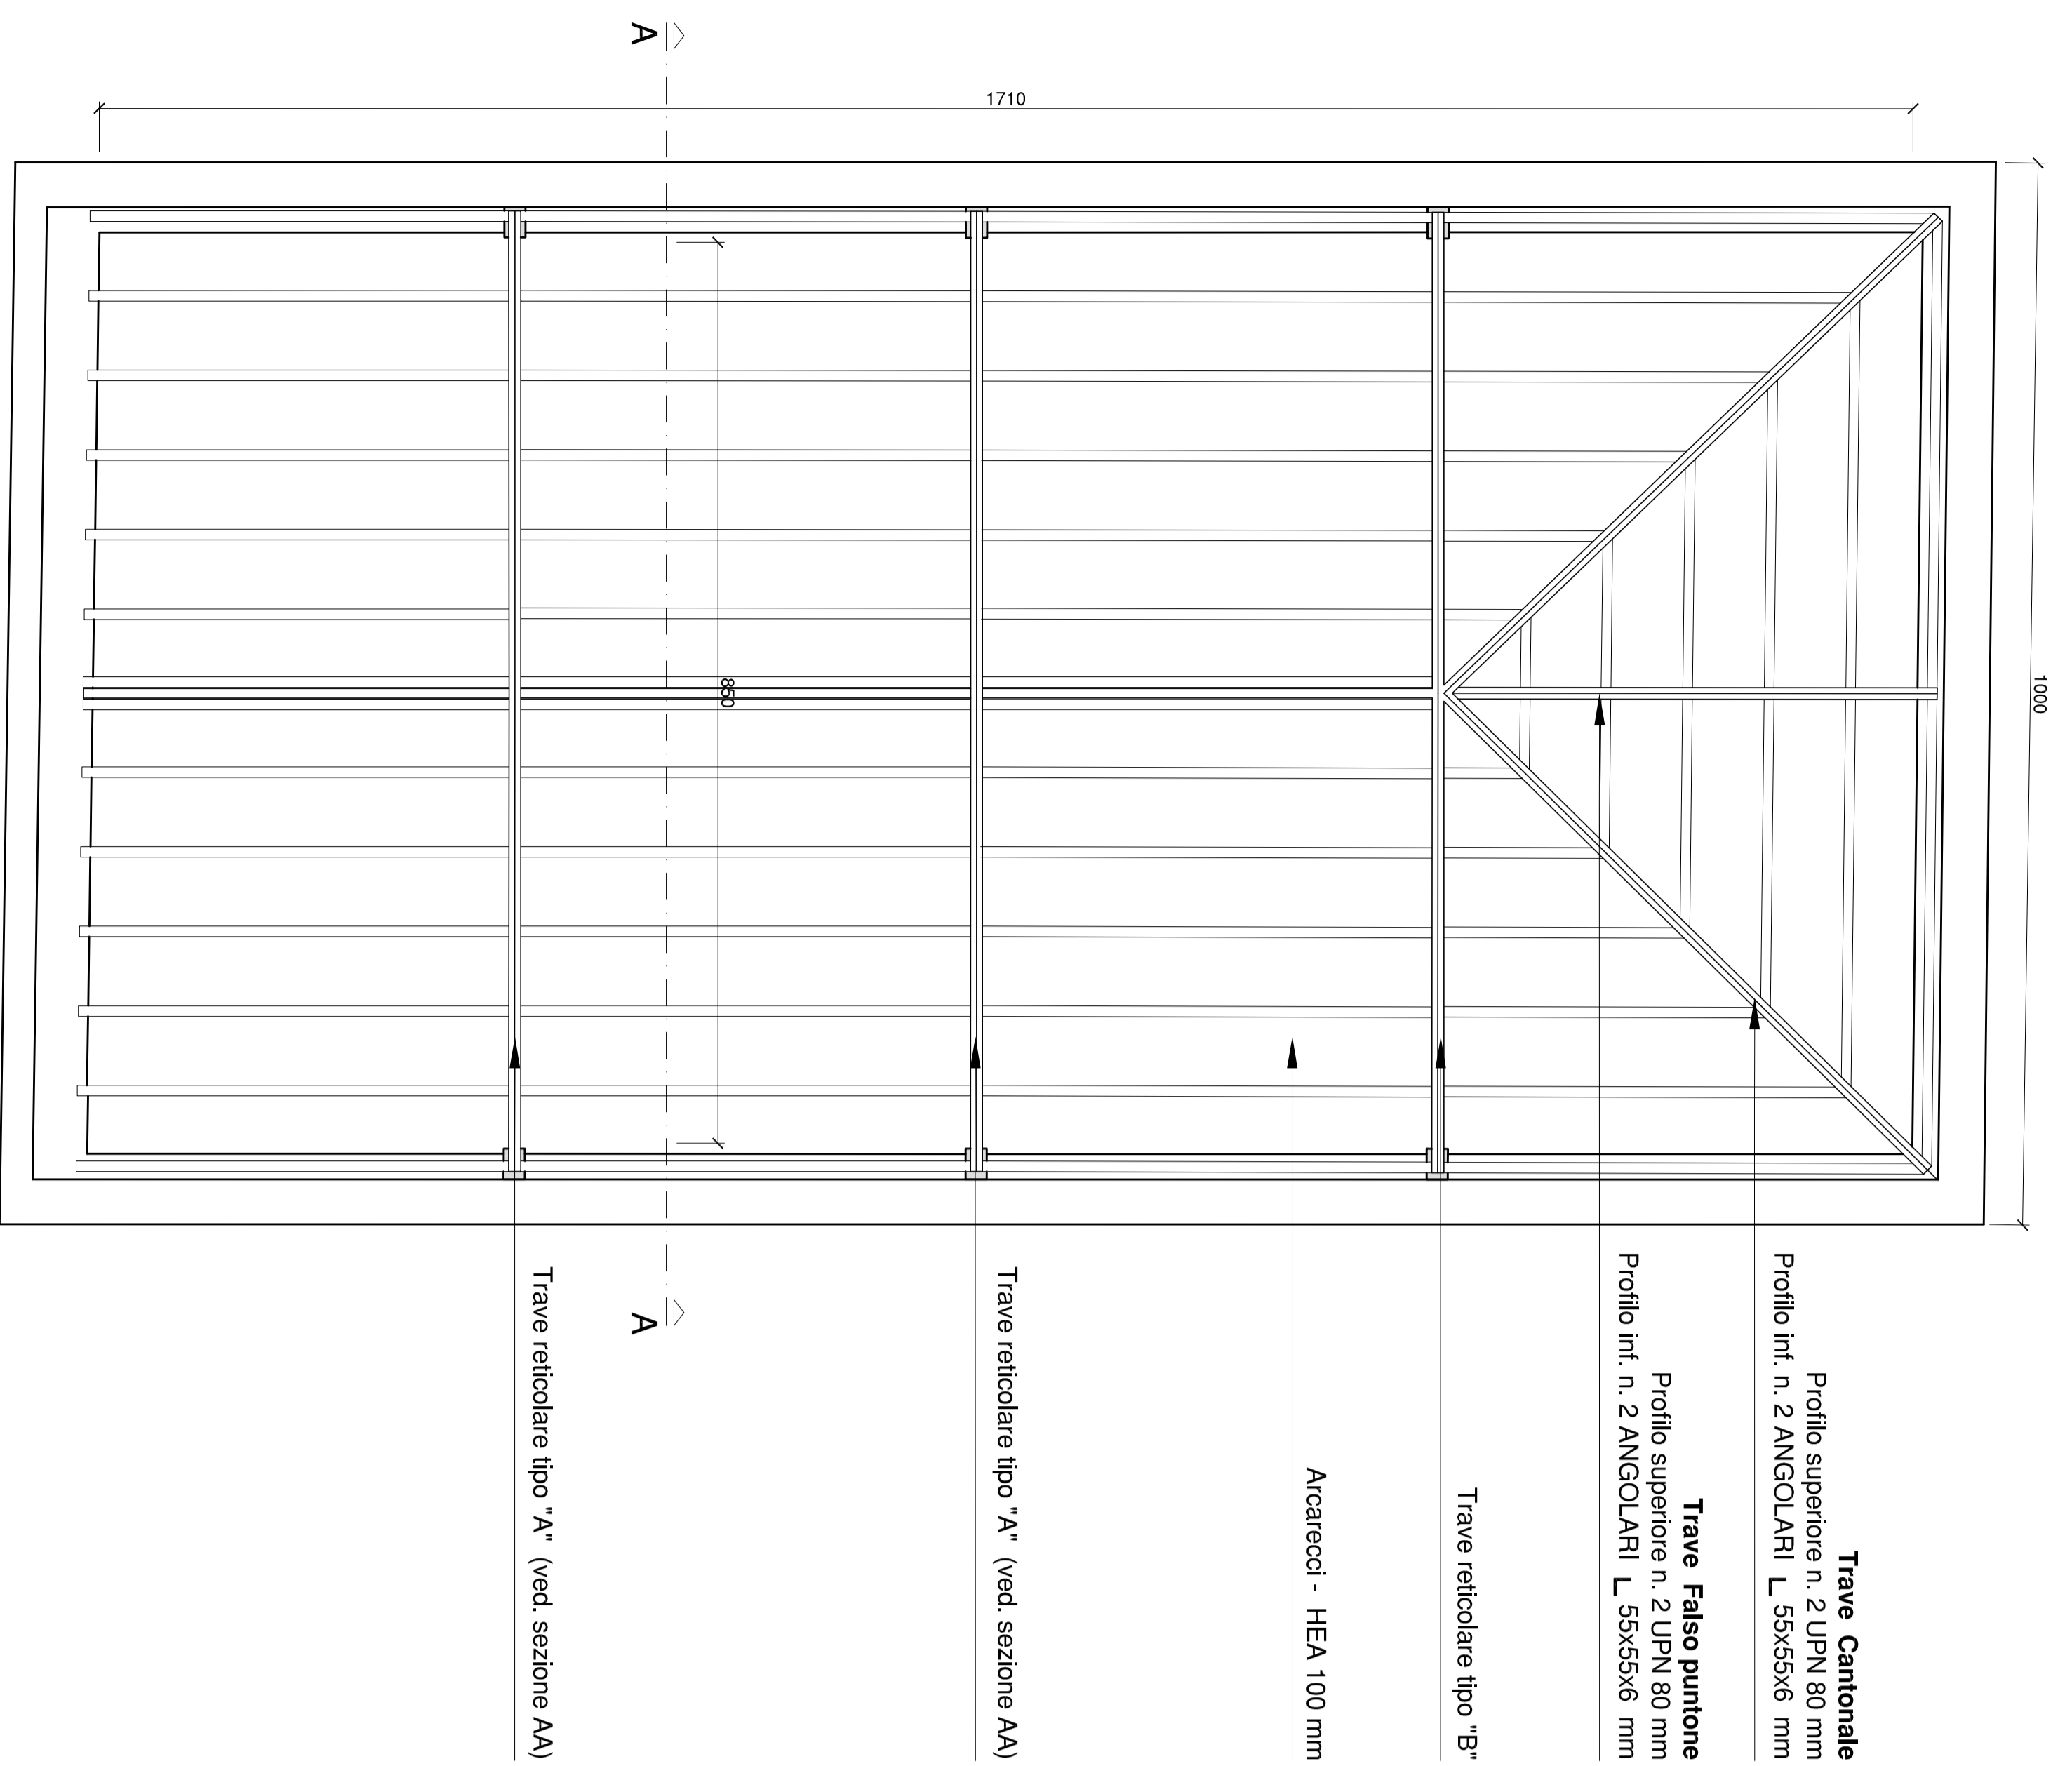 Trave Cantonale
Profilo superiore n. 2 UPN 80 mm
Profilo inf. n. 2 ANGOLARI L 55x55x6 mm
Trave Falso puntone
Profilo superiore n. 2 UPN 80 mm
Profilo inf. n. 2 ANGOLARI L 55x55x6 mm
Trave reticolare tipo "B"
Arcarecci - HEA 100 mm
Trave reticolare tipo "A" (ved. sezione AA)
Trave reticolare tipo "A" (ved. sezione AA)
1000
1710
850
A
A